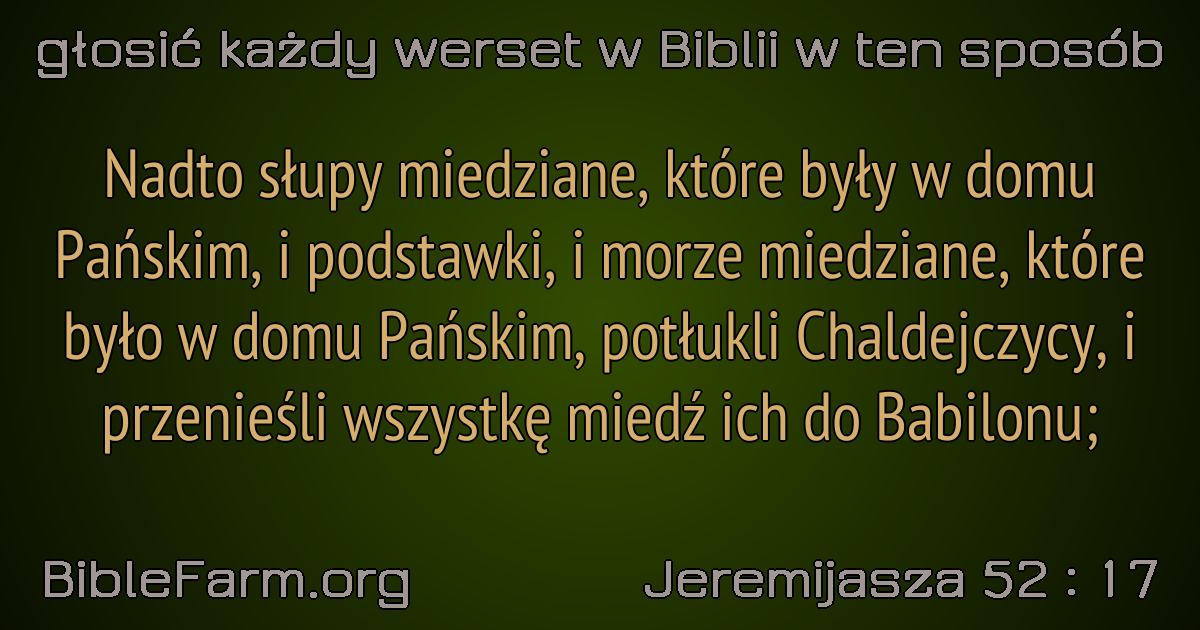 głosić każdy werset w Biblii w ten sposób
Nadto słupy miedziane, które były w domu
Pańskim, i podstawki, i morze miedziane, które
było w domu Pańskim, potłukli Chaldejczycy, i
przenieśli wszystkę miedź ich do Babilonu;
BibleFarm.org
Jeremijasza 52 : 17